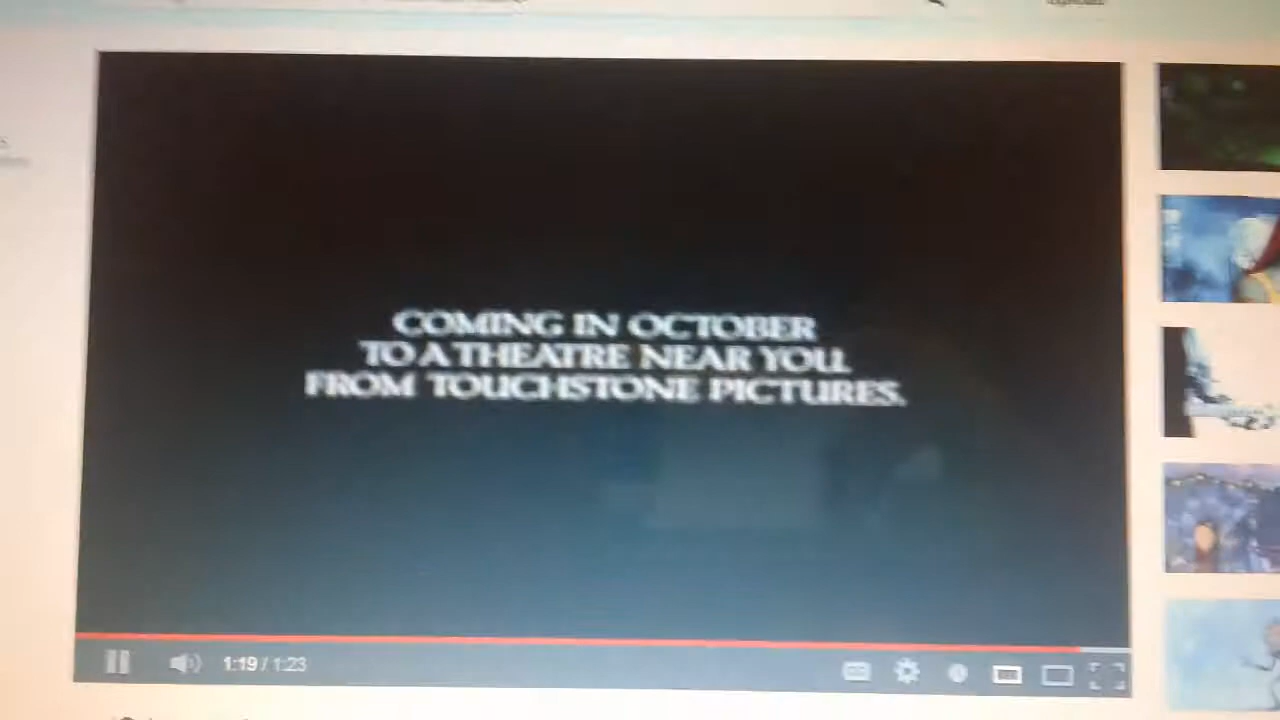 COMING IN OCTOBER
TO A THEATRE NEAR YOU.
FROM TOUCHSTONE PICTURES.
1:19 / 1:23